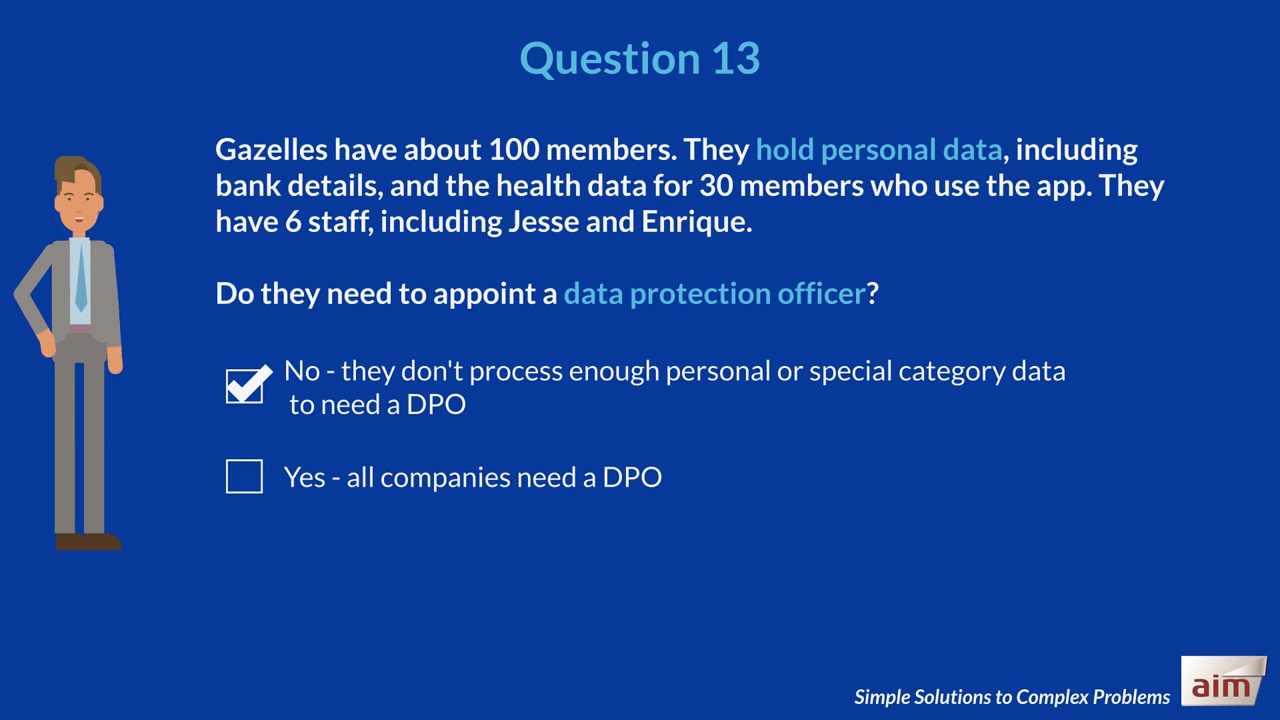 Question 13
Gazelles have about 100 members. They hold personal data, including
bank details, and the health data for 30 members who use the app. They
have 6 staff, including Jesse and Enrique.
Do they need to appoint a data protection officer?
No - they don't process enough personal or special category data
to need a DPO
Yes - all companies need a DPO
Simple Solutions to Complex Problems
aim